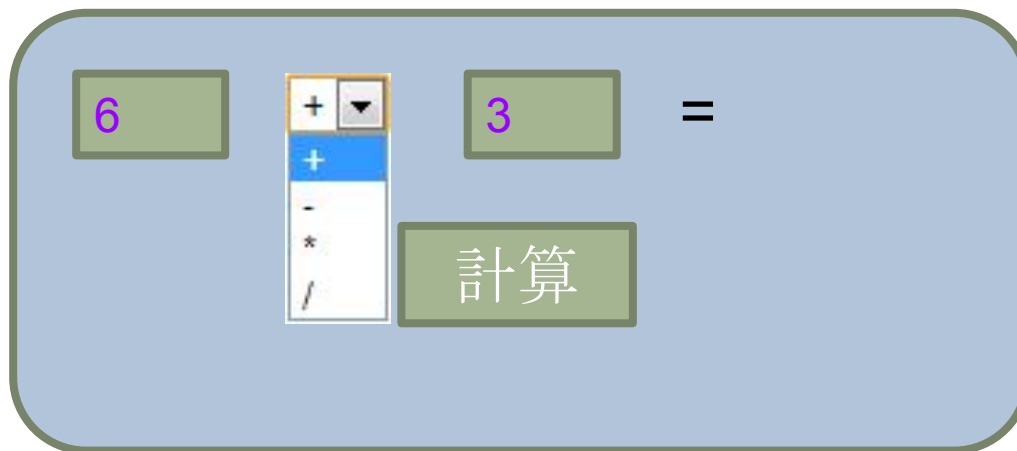 6 + 3 =
+
-
*
/
計算